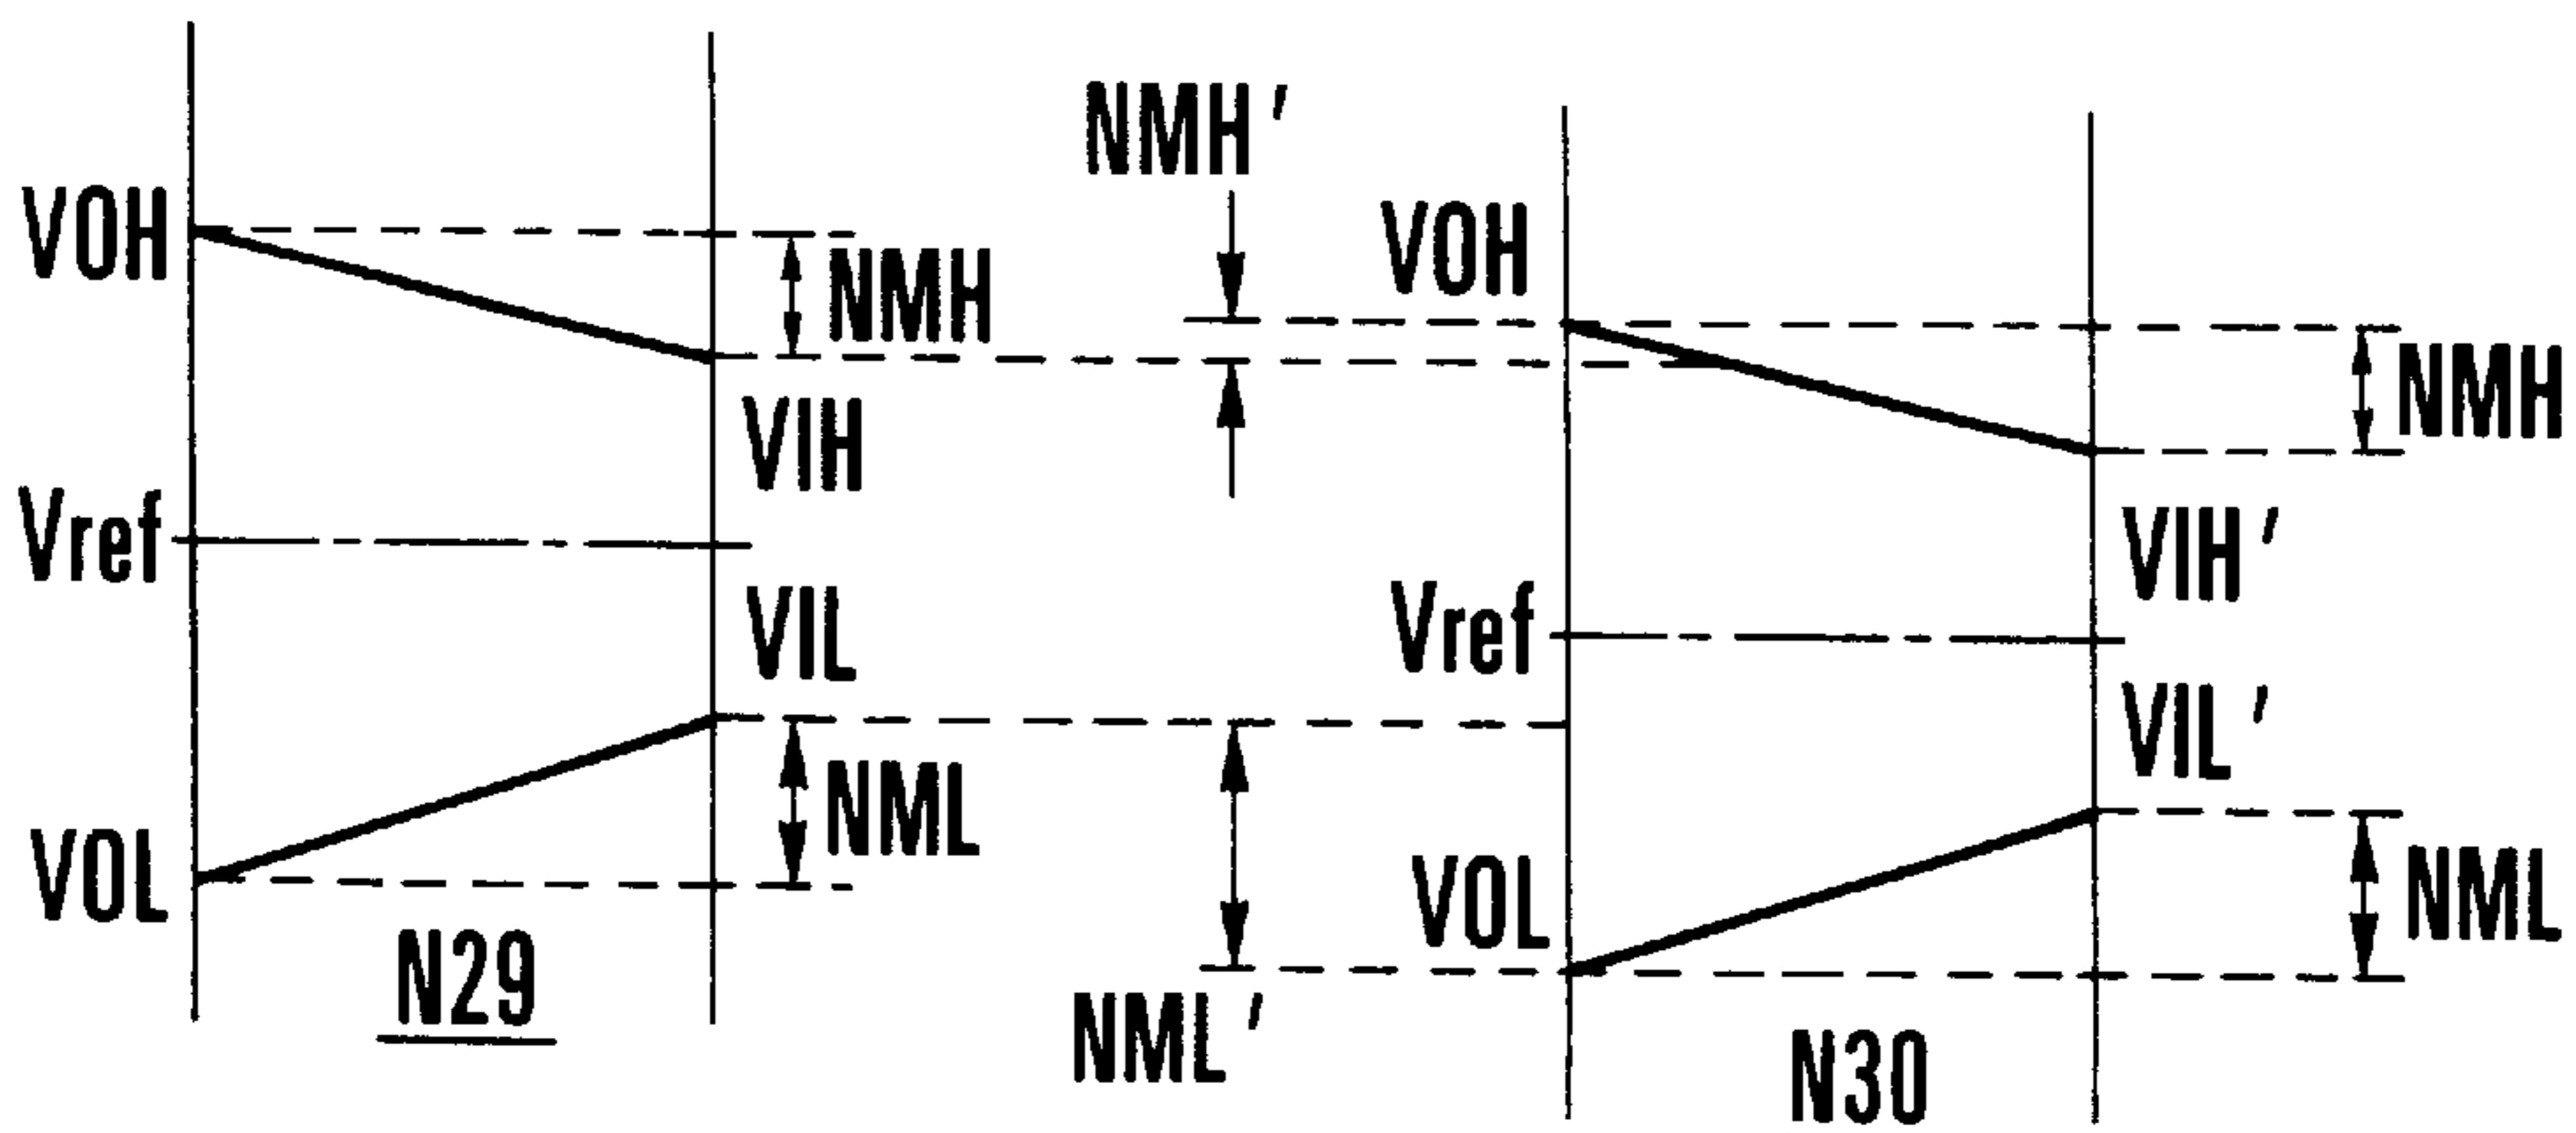 NMH'
VOH
VOH
NMH
NMH
VIH
Vref
VIH'
VIL
Vref
VIL'
NML
VOL
VOL
NML
N29
NML'
N30